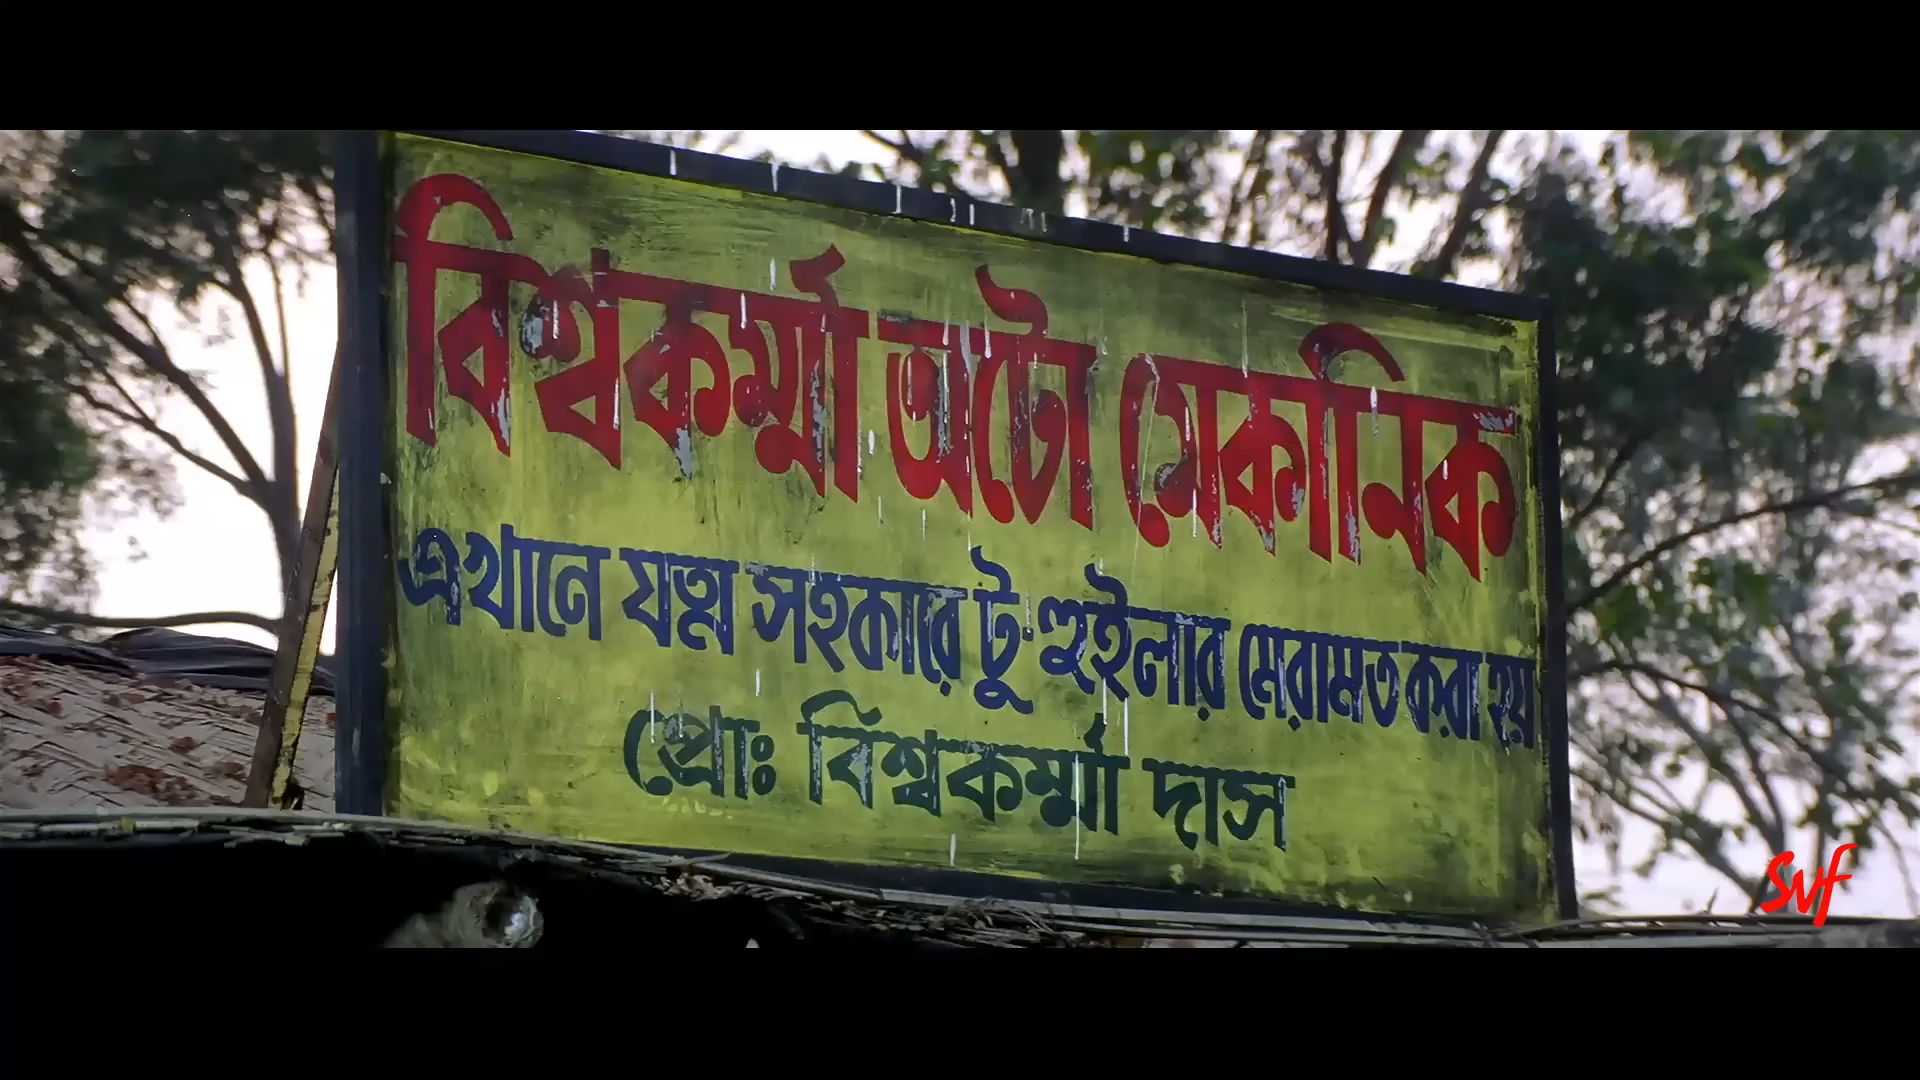 বিশ্বকর্ম্মা অটো মেকানিক
এখানে যত্ন সহকারে টু-হুইলার মেরামত করা হয়
প্রোঃ বিশ্বকর্ম্মা দাস
svf